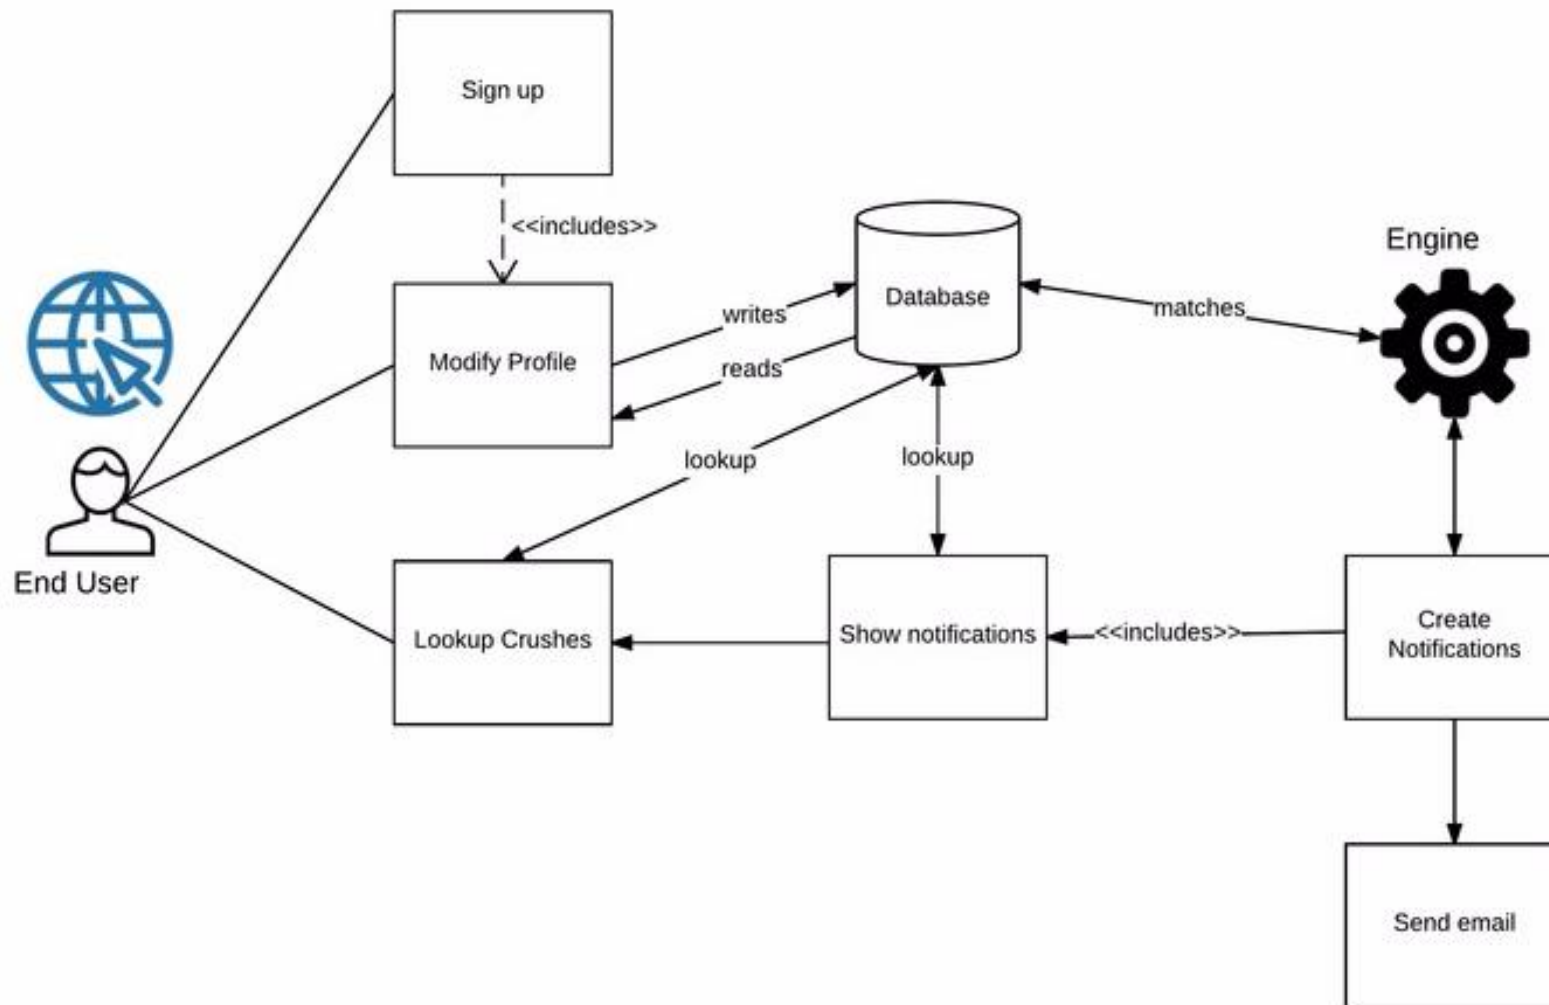 Sign up
<<includes>>
Engine
Database
writes
matches
Modify Profile
reads
lookup
lookup
End User
Lookup Crushes
Show notifications
<<includes>>
Create
Notifications
Send email